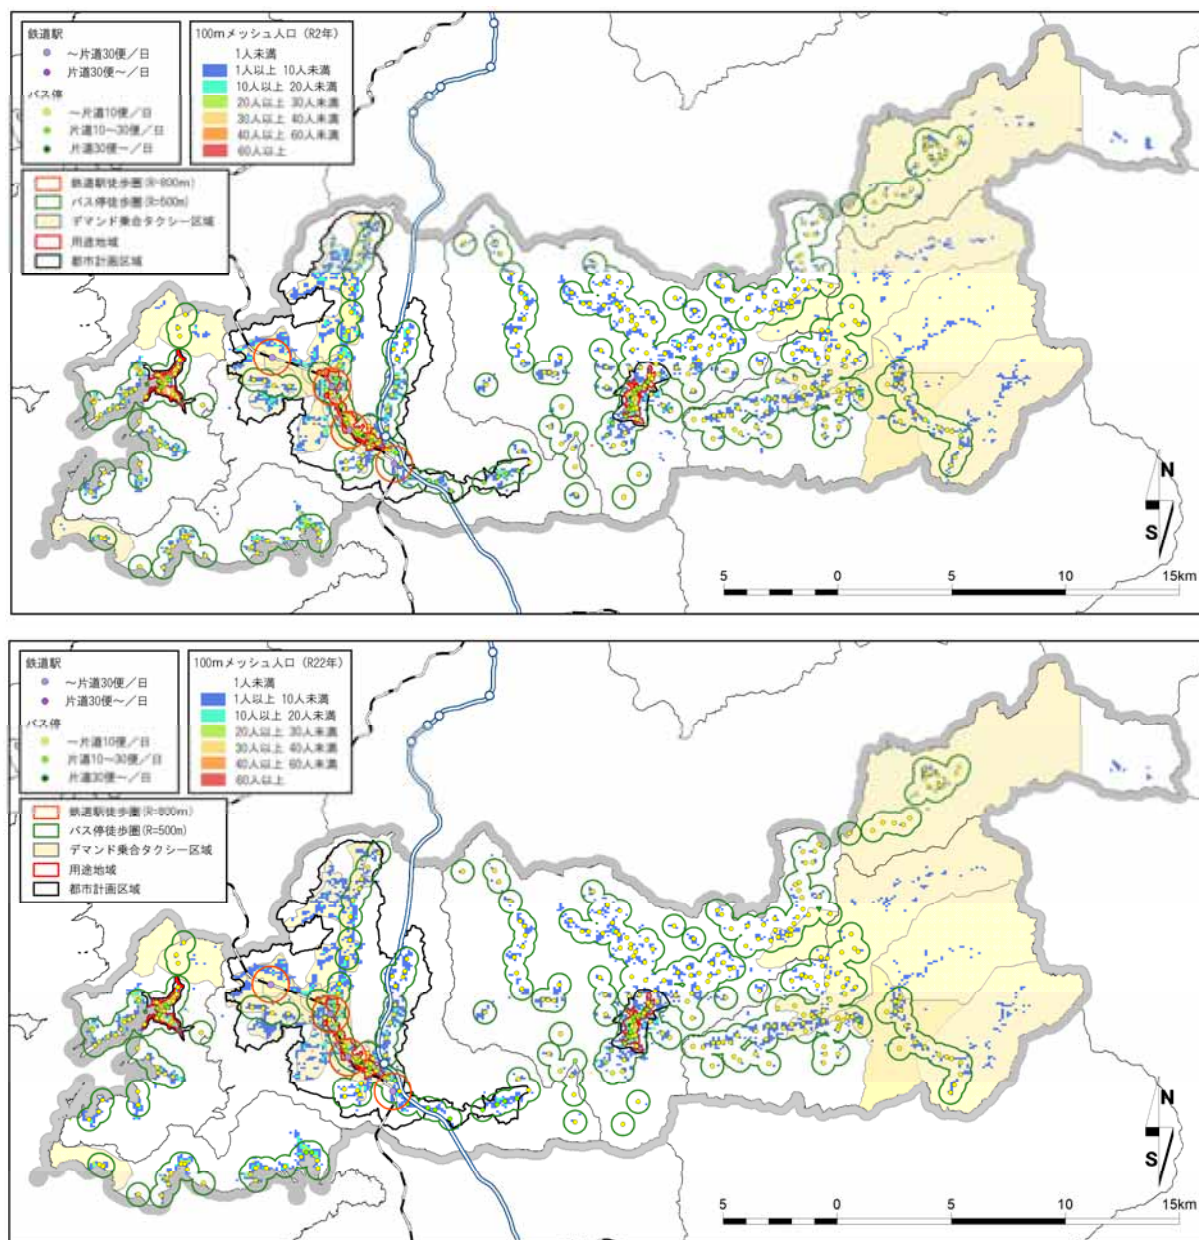 鉄道駅
～片道30便／日
片道30便～／日
バス停
～片道10便／日
片道10～30便／日
片道30便～／日
100mメッシュ人口（R2年）
1人未満
1人以上 10人未満
10人以上 20人未満
20人以上 30人未満
30人以上 40人未満
40人以上 60人未満
60人以上
鉄道駅徒歩圏(R=800m)
バス停徒歩圏(R=500m)
デマンド乗合タクシー区域
用途地域
都市計画区域
N
S
5 0 5 10 15km
鉄道駅
～片道30便／日
片道30便～／日
バス停
～片道10便／日
片道10～30便／日
片道30便～／日
100mメッシュ人口（R22年）
1人未満
1人以上 10人未満
10人以上 20人未満
20人以上 30人未満
30人以上 40人未満
40人以上 60人未満
60人以上
鉄道駅徒歩圏(R=800m)
バス停徒歩圏(R=500m)
デマンド乗合タクシー区域
用途地域
都市計画区域
N
S
5 0 5 10 15km